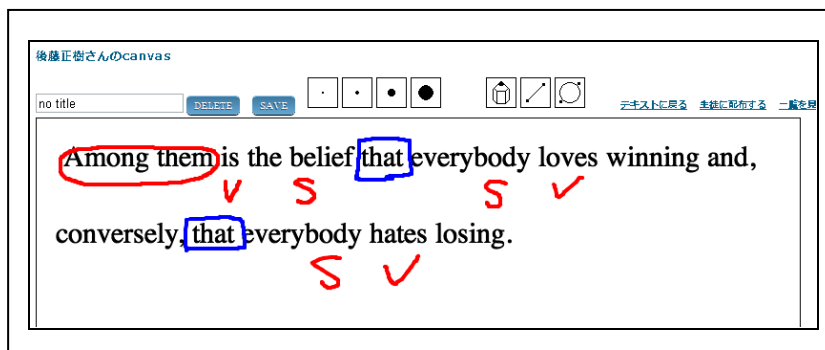 後藤正樹さんのcanvas
no title DELETE SAVE テキストに戻る 生徒に配布する 一覧を見
Among them is the belief that everybody loves winning and,
V S S V
conversely, that everybody hates losing.
S V